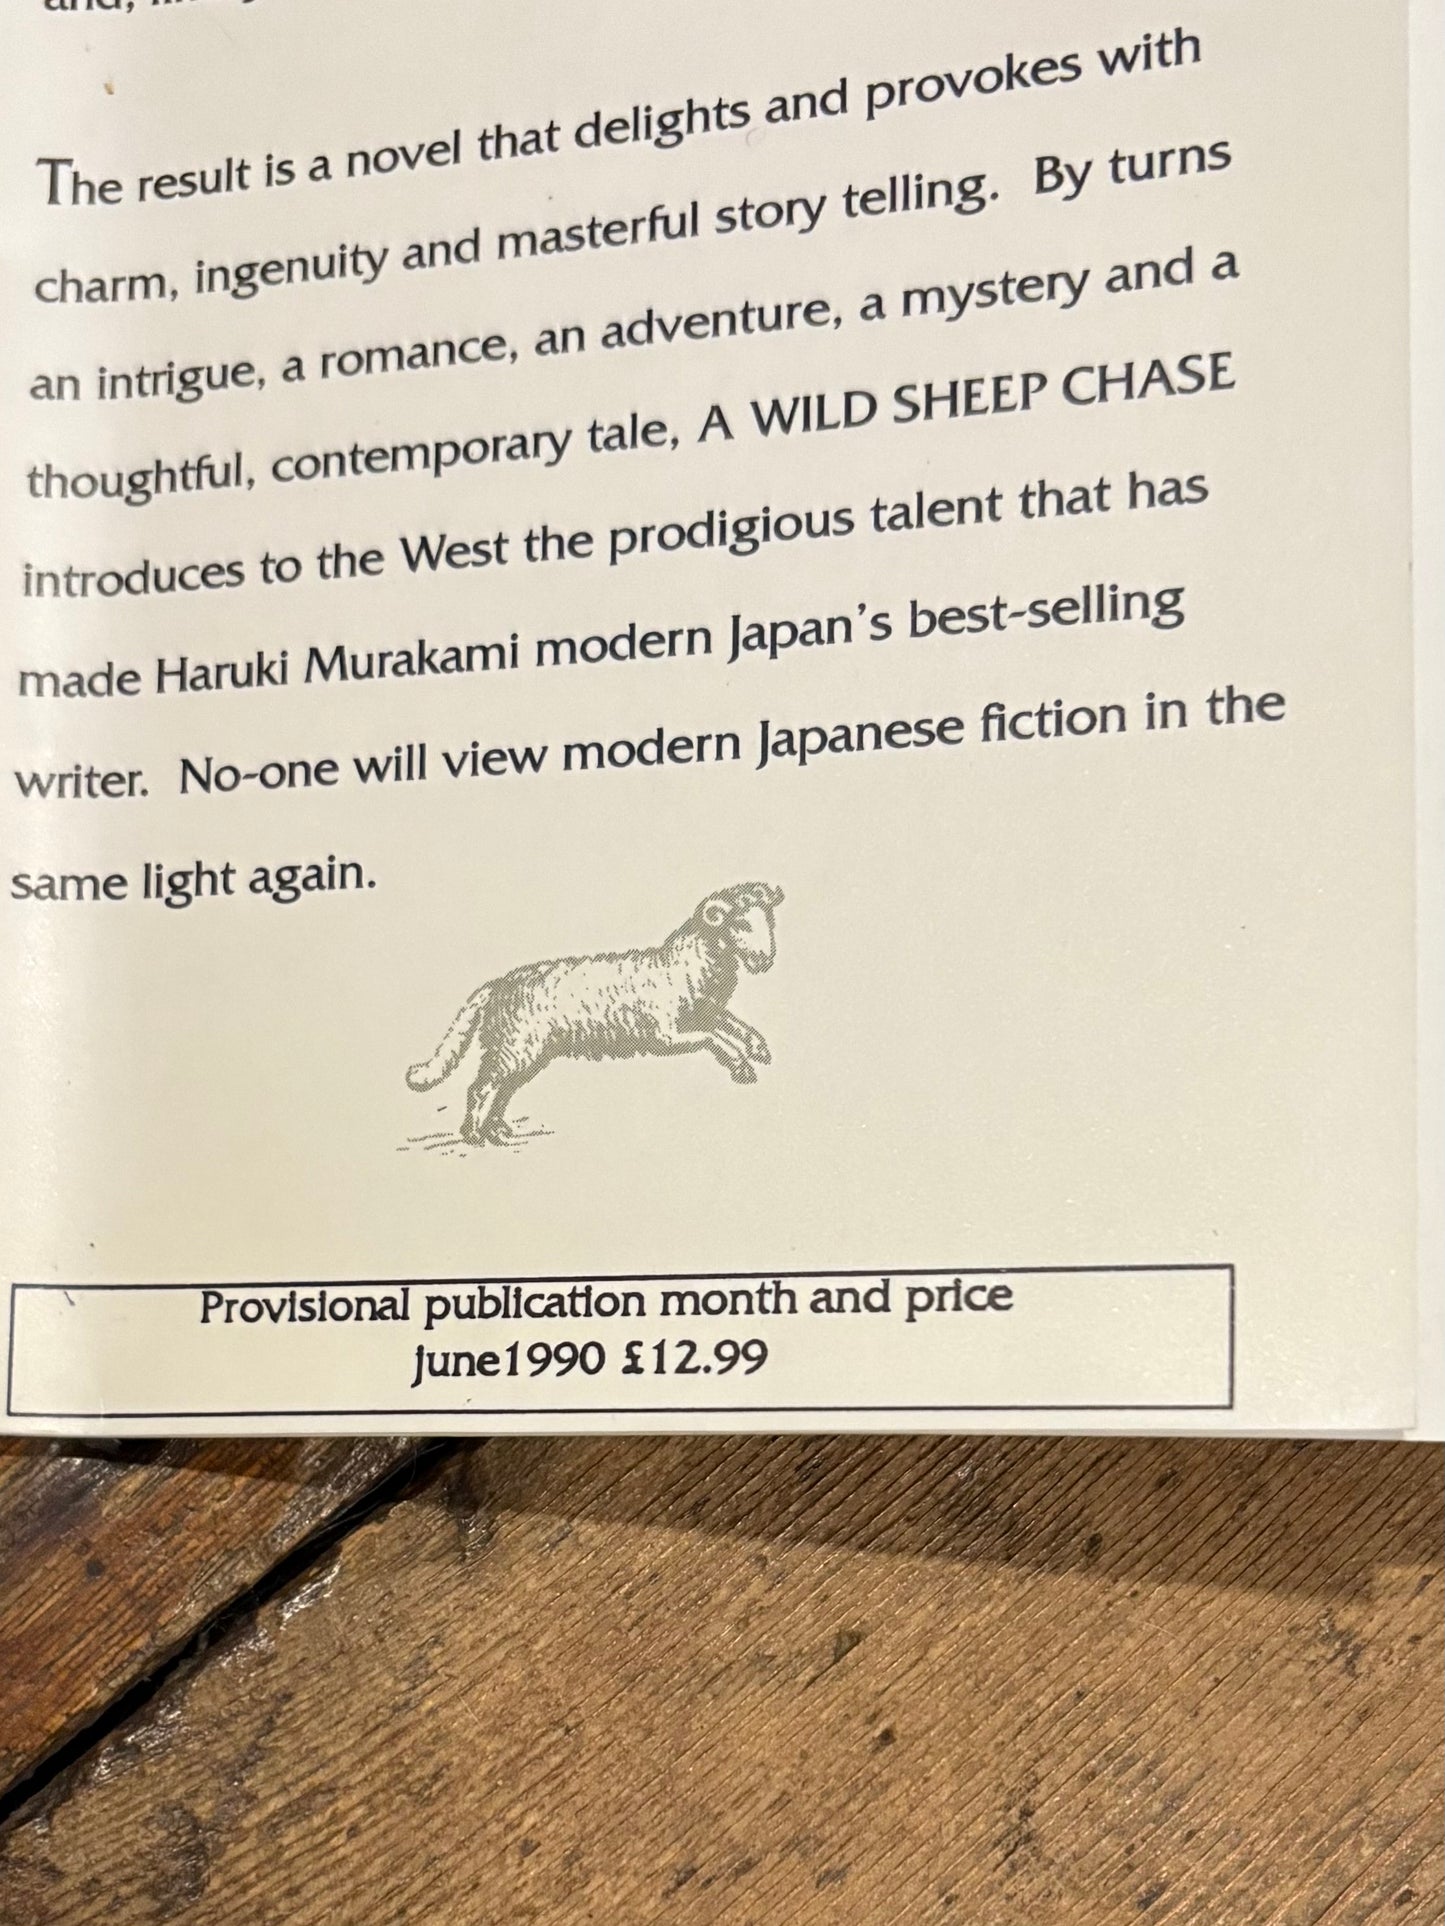 The result is a novel that delights and provokes with
charm, ingenuity and masterful story telling. By turns
an intrigue, a romance, an adventure, a mystery and a
thoughtful, contemporary tale, A WILD SHEEP CHASE
introduces to the West the prodigious talent that has
made Haruki Murakami modern Japan's best-selling
writer. No-one will view modern Japanese fiction in the
same light again.
Provisional publication month and price
June1990 £12.99